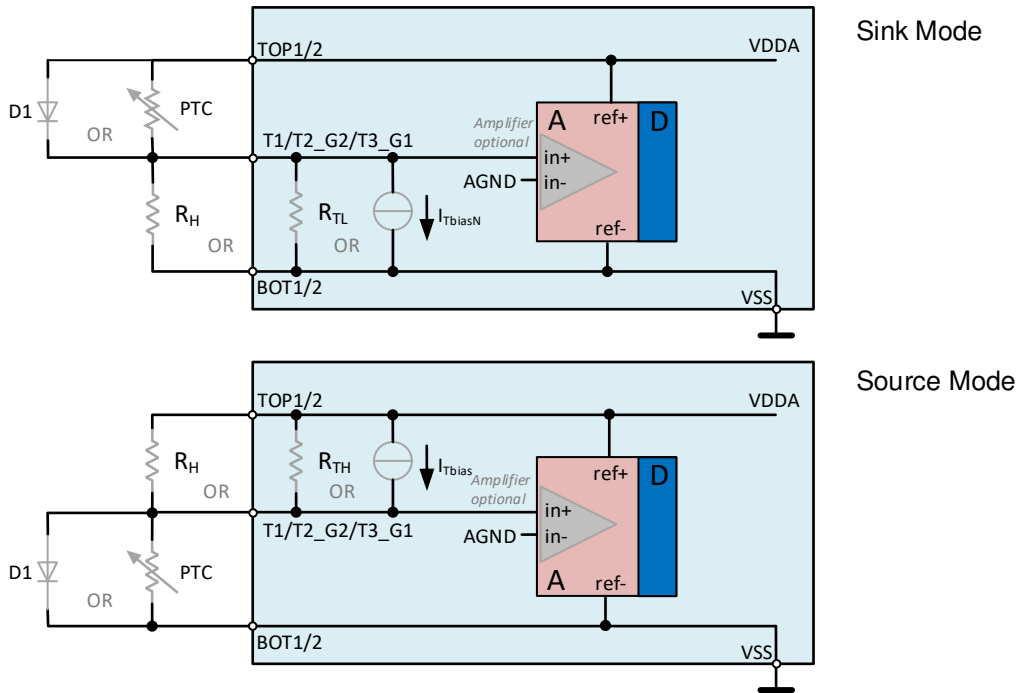 Sink Mode
TOP1/2
VDDA
D1
OR
PTC
A
ref+
D
Amplifier
optional
T1/T2_G2/T3_G1
in+
AGND
in-
RH
OR
RTL
OR
ITbiasN
ref-
BOT1/2
VSS
Source Mode
TOP1/2
VDDA
RH
OR
RTH
OR
ITbias
Amplifier
optional
ref+
D
T1/T2_G2/T3_G1
in+
AGND
in-
D1
OR
PTC
A
ref-
BOT1/2
VSS